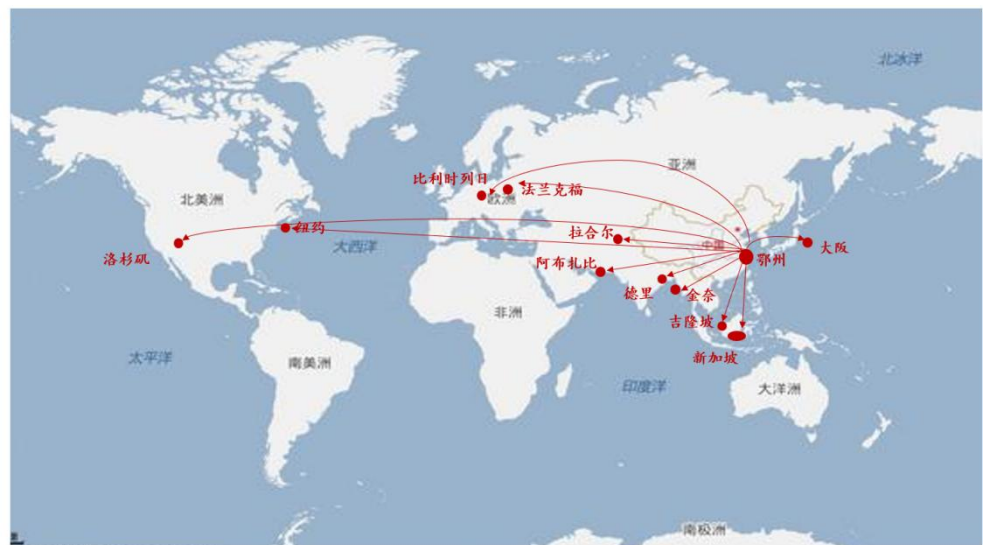 北冰洋
亚洲
比利时列日
法兰克福
欧洲
北美洲
纽约
大西洋
拉合尔
中国
大阪
洛杉矶
阿布扎比
鄂州
德里
金奈
非洲
吉隆坡
太平洋
南美洲
新加坡
印度洋
大洋洲
南极洲